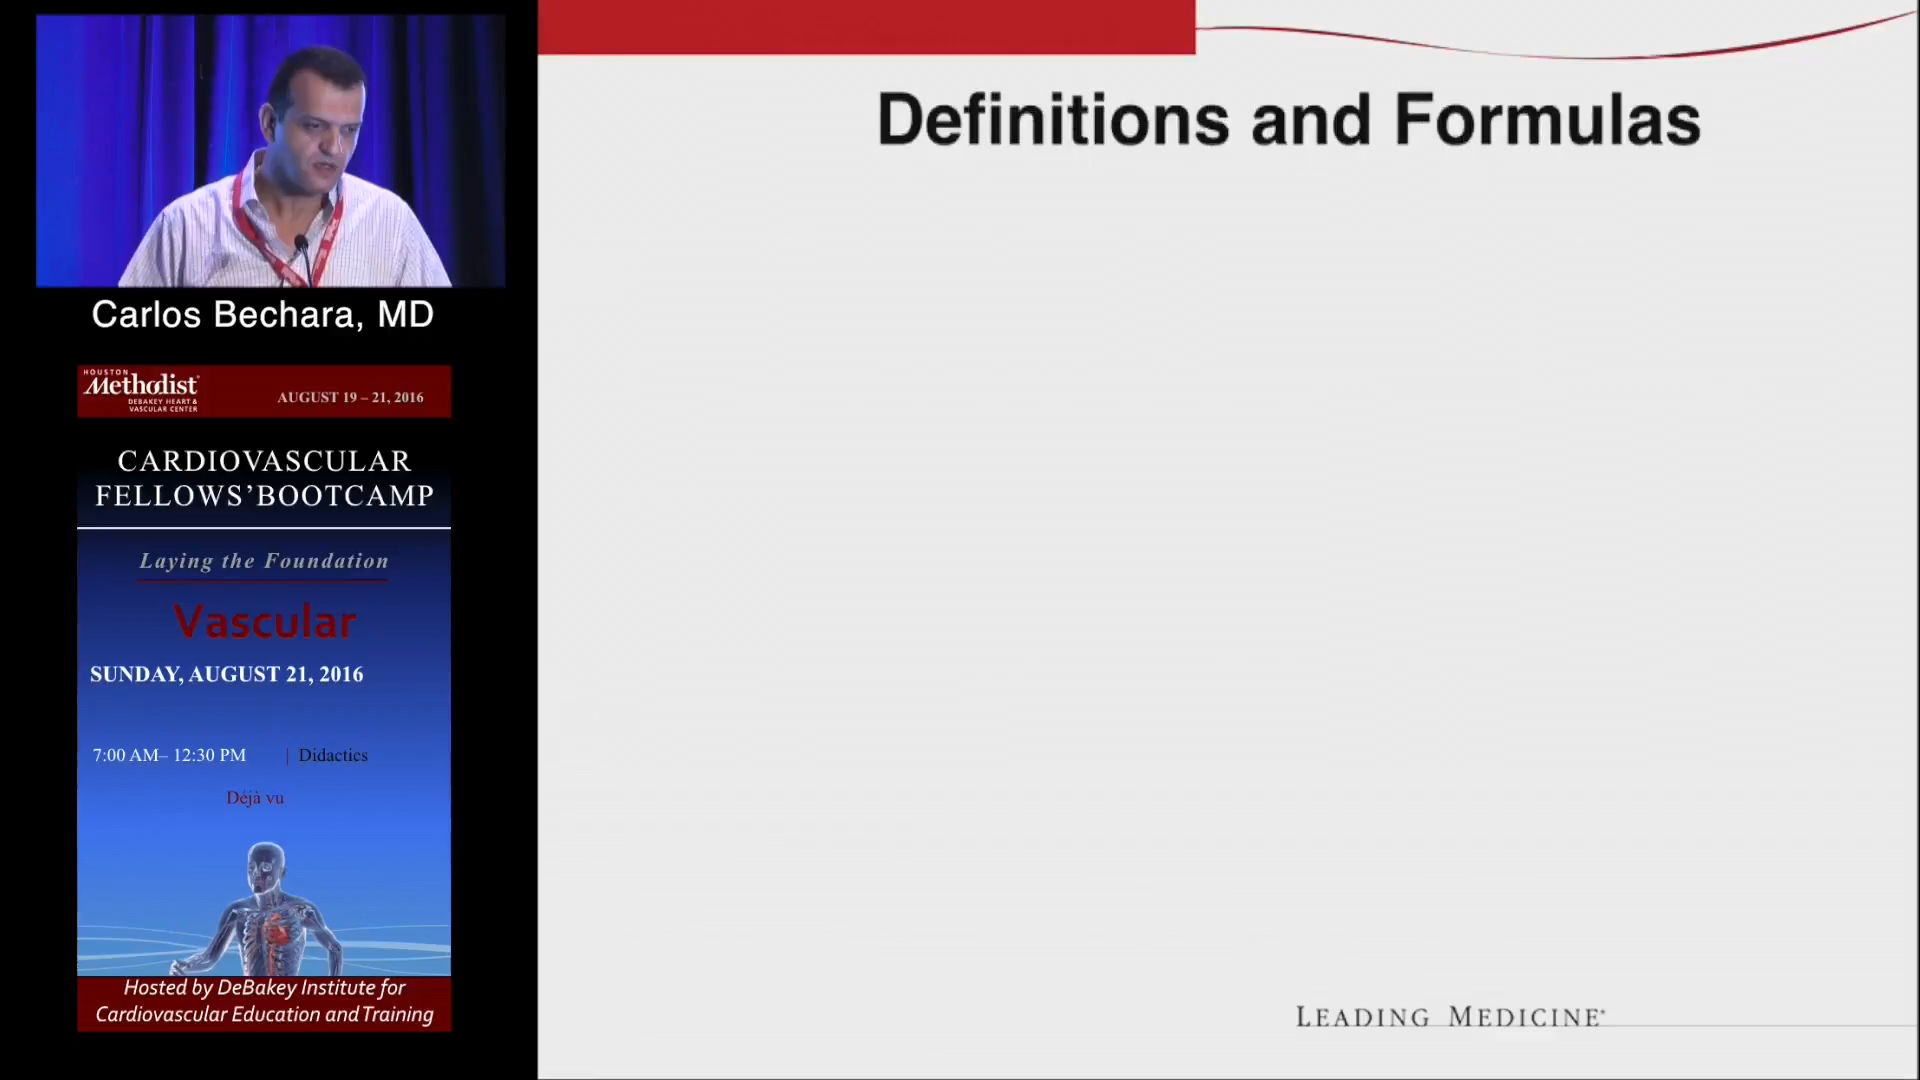 Definitions and Formulas
Carlos Bechara, MD
HOUSTON
Methodist
DEBAKEY HEART &
VASCULAR CENTER
AUGUST 19 – 21, 2016
CARDIOVASCULAR
FELLOWS’BOOTCAMP
Laying the Foundation
Vascular
SUNDAY, AUGUST 21, 2016
7:00 AM– 12:30 PM | Didactics
Déjà vu
Hosted by DeBakey Institute for
Cardiovascular Education and Training
LEADING MEDICINE®